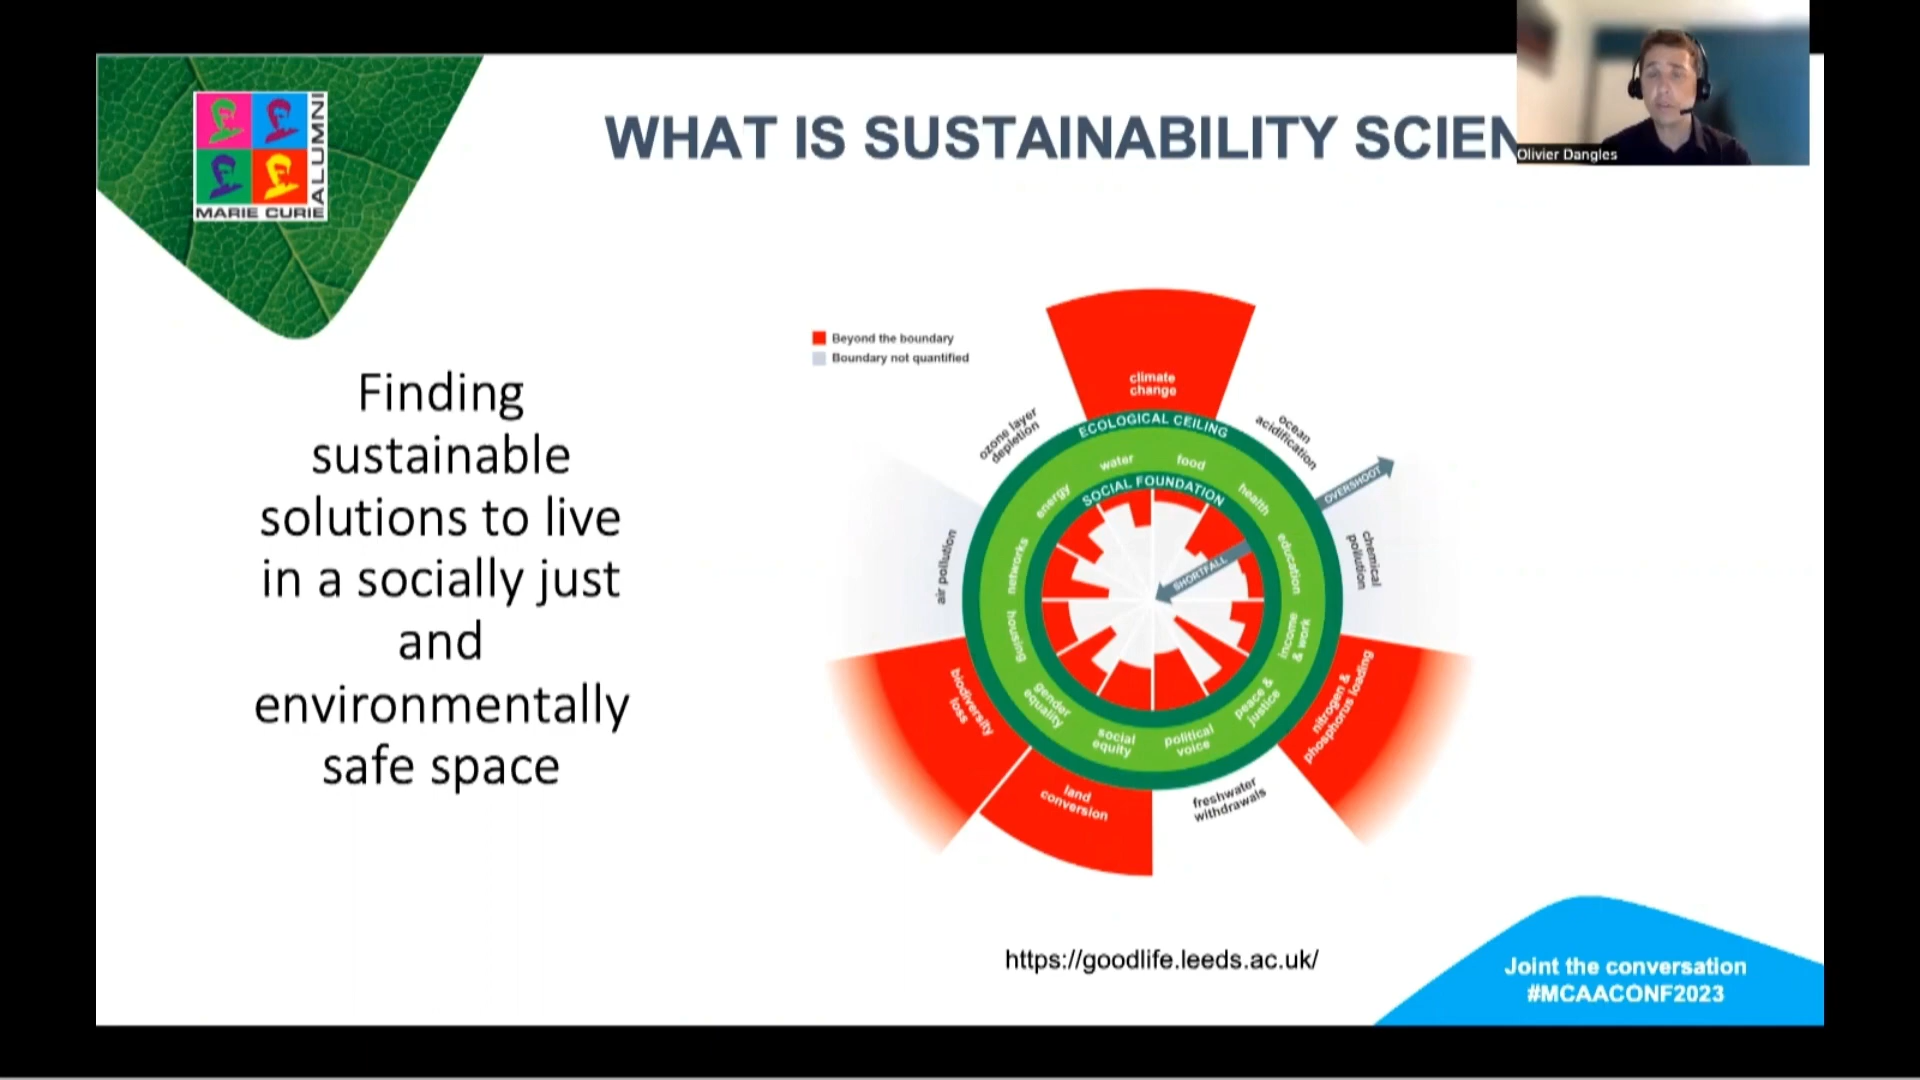 MARIE CURIE
ALUMNI
WHAT IS SUSTAINABILITY SCIEN
Olivier Dangles
Finding
sustainable
solutions to live
in a socially just
and
environmentally
safe space
Beyond the boundary
Boundary not quantified
climate
change
ozone layer
depletion
ocean
acidification
ECOLOGICAL CEILING
OVERSHOOT
water
food
energy
health
SOCIAL FOUNDATION
air pollution
networks
education
chemical
pollution
SHORTFALL
housing
income
& work
biodiversity
loss
gender
equality
social
equity
political
voice
peace &
justice
nitrogen &
phosphorus loading
land
conversion
freshwater
withdrawals
https://goodlife.leeds.ac.uk/
Joint the conversation
#MCAACONF2023